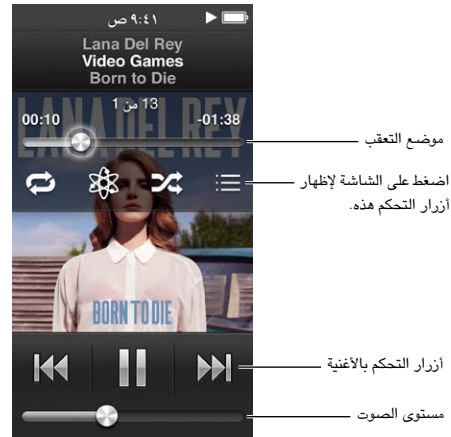 ٩:٤١ ص
Lana Del Rey
Video Games
Born to Die
13 من 1
00:10
-01:38
LANA DEL REY
موضع التعقب
اضغط على الشاشة لإظهار
أزرار التحكم هذه.
BORN TO DIE
أزرار التحكم بالأغنية
مستوى الصوت